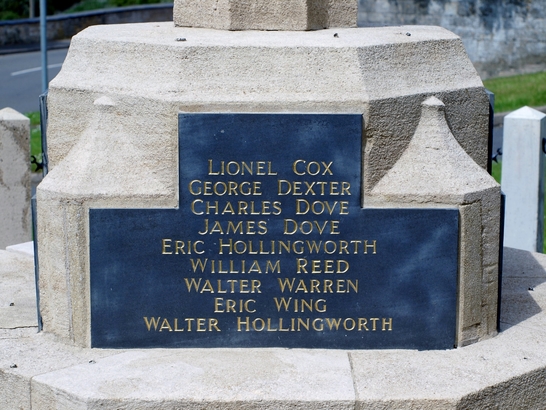 LIONEL COX
GEORGE DEXTER
CHARLES DOVE
JAMES DOVE
ERIC HOLLINGWORTH
WILLIAM REED
WALTER WARREN
ERIC WING
WALTER HOLLINGWORTH